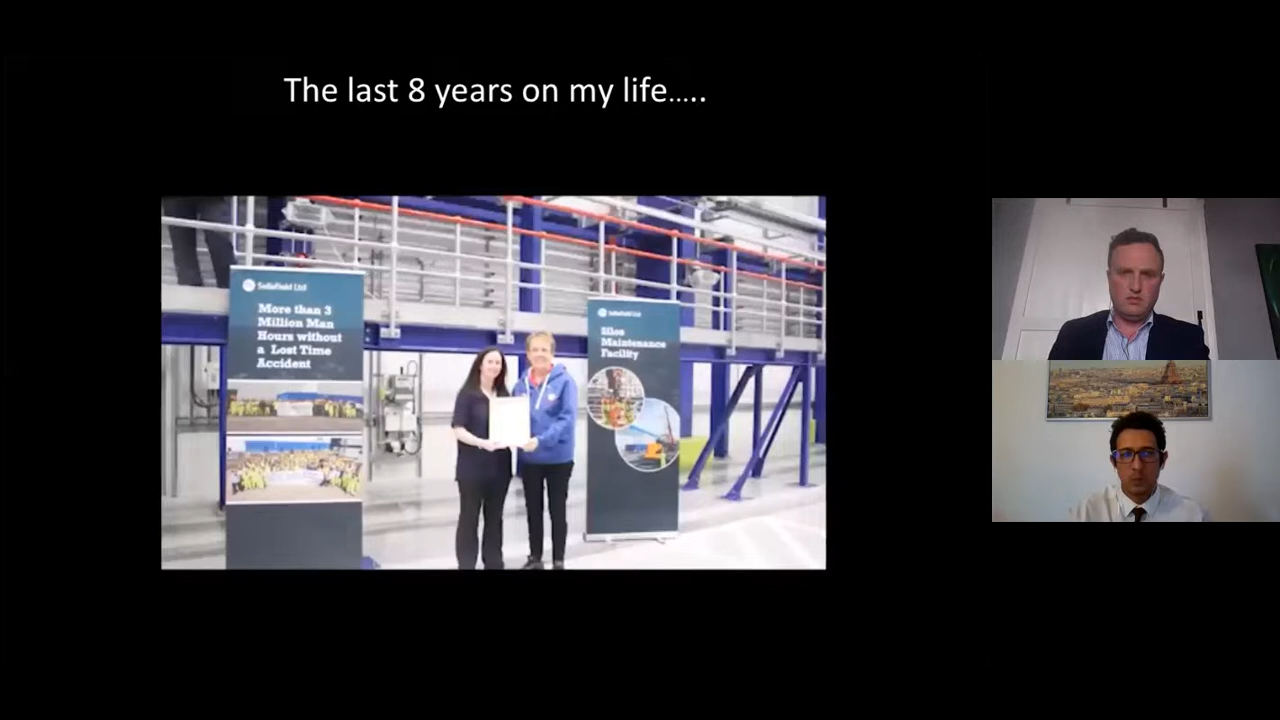 The last 8 years on my life.....
Sellafield Ltd
More than 3
Million Man
Hours without
a Lost Time
Accident
Sellafield Ltd
Silos
Maintenance
Facility